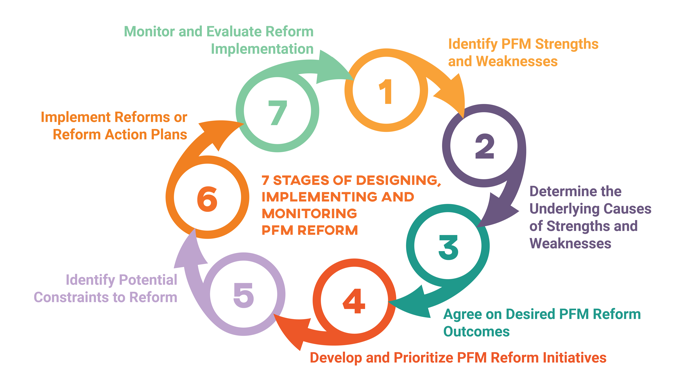 Monitor and Evaluate Reform
Implementation
Identify PFM Strengths
and Weaknesses
1
7
2
Implement Reforms or
Reform Action Plans
7 STAGES OF DESIGNING,
IMPLEMENTING AND
MONITORING
PFM REFORM
6
Determine the
Underlying Causes
of Strengths and
Weaknesses
3
Identify Potential
Constraints to Reform
5
4
Agree on Desired PFM Reform
Outcomes
Develop and Prioritize PFM Reform Initiatives